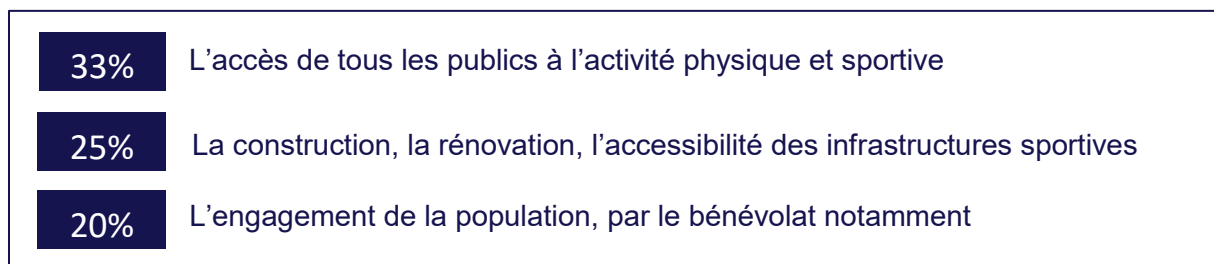 33% L’accès de tous les publics à l’activité physique et sportive
25% La construction, la rénovation, l’accessibilité des infrastructures sportives
20% L’engagement de la population, par le bénévolat notamment